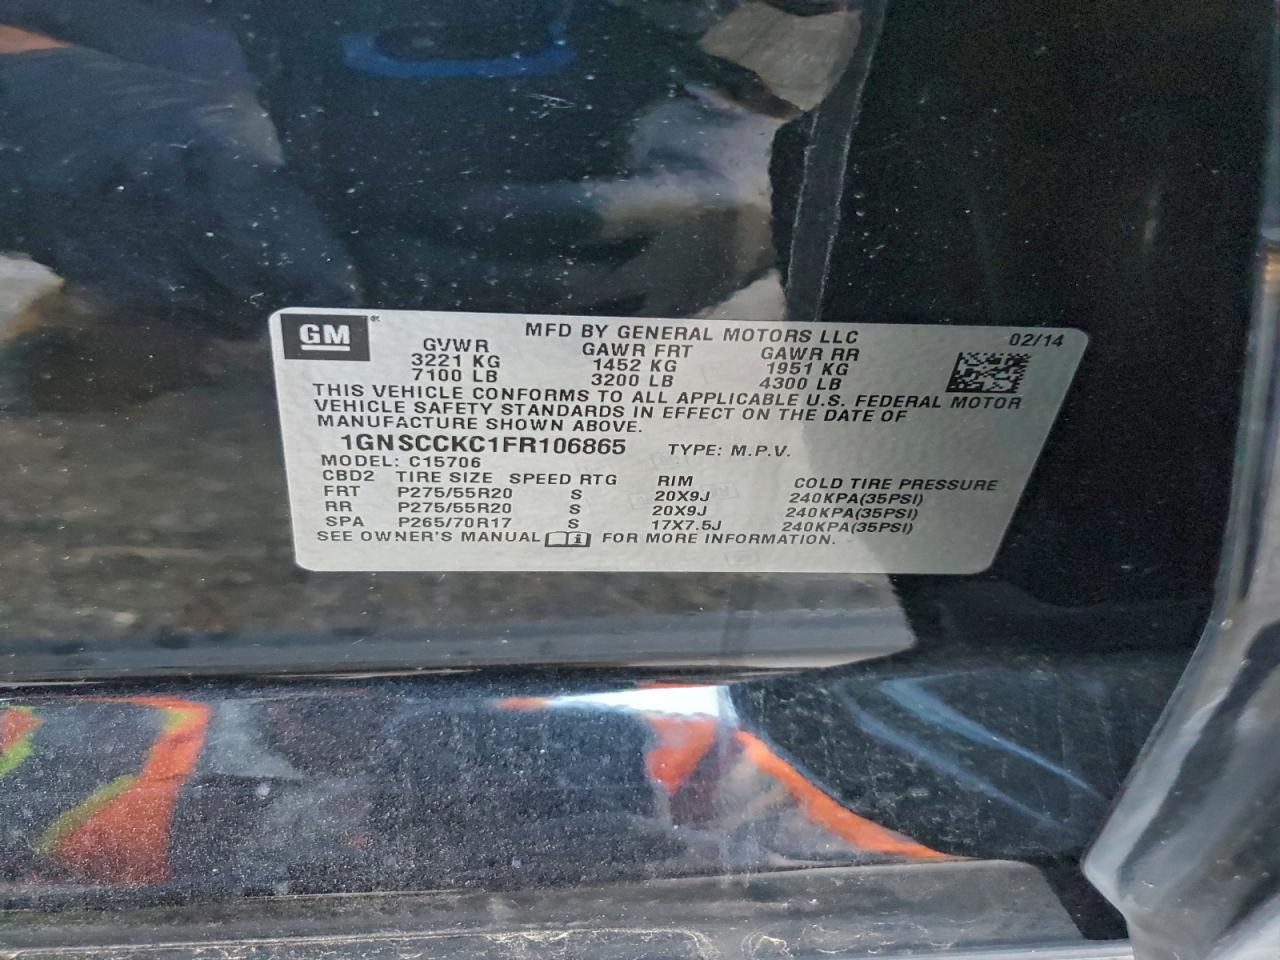 GM®
MFD BY GENERAL MOTORS LLC 02/14
GVWR GAWR FRT GAWR RR
3221 KG 1452 KG 1951 KG
7100 LB 3200 LB 4300 LB
THIS VEHICLE CONFORMS TO ALL APPLICABLE U.S. FEDERAL MOTOR
VEHICLE SAFETY STANDARDS IN EFFECT ON THE DATE OF
MANUFACTURE SHOWN ABOVE.
1GNSCCKC1FR106865 TYPE: M.P.V.
MODEL: C15706
CBD2 TIRE SIZE SPEED RTG RIM COLD TIRE PRESSURE
FRT P275/55R20 S 20X9J 240KPA(35PSI)
RR P275/55R20 S 20X9J 240KPA(35PSI)
SPA P265/70R17 S 17X7.5J 240KPA(35PSI)
SEE OWNER'S MANUAL FOR MORE INFORMATION.